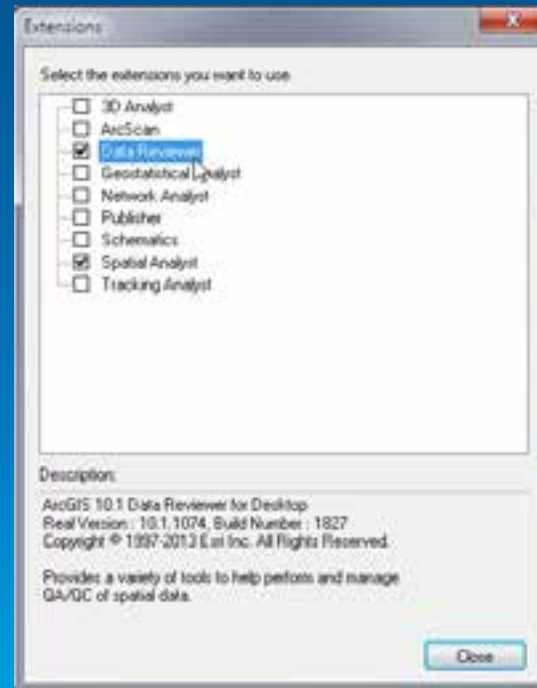 Extensions
Select the extensions you want to use
3D Analyst
ArcScan
Data Reviewer
Geostatistical Analyst
Network Analyst
Publisher
Schematics
Spatial Analyst
Tracking Analyst
Description:
ArcGIS 10.1 Data Reviewer for Desktop
Real Version : 10.1.1074, Build Number : 1827
Copyright © 1997-2013 Esri Inc. All Rights Reserved.
Provides a variety of tools to help perform and manage
QA/QC of spatial data.
Close